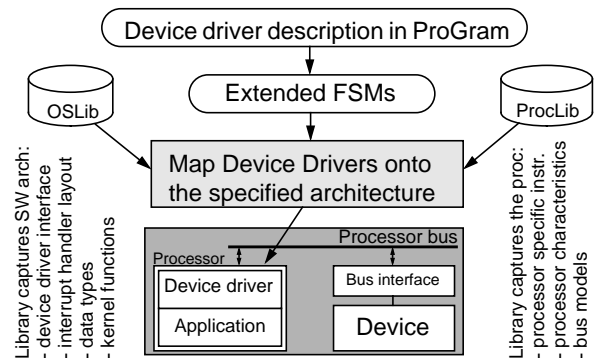 Device driver description in ProGram
Extended FSMs
OSLib
ProcLib
Map Device Drivers onto
the specified architecture
Library captures SW arch:
- device driver interface
- interrupt handler layout
- data types
- kernel functions
Processor bus
Processor
Device driver
Application
Bus interface
Device
Library captures the proc:
- processor specific instr.
- processor characteristics
- bus models